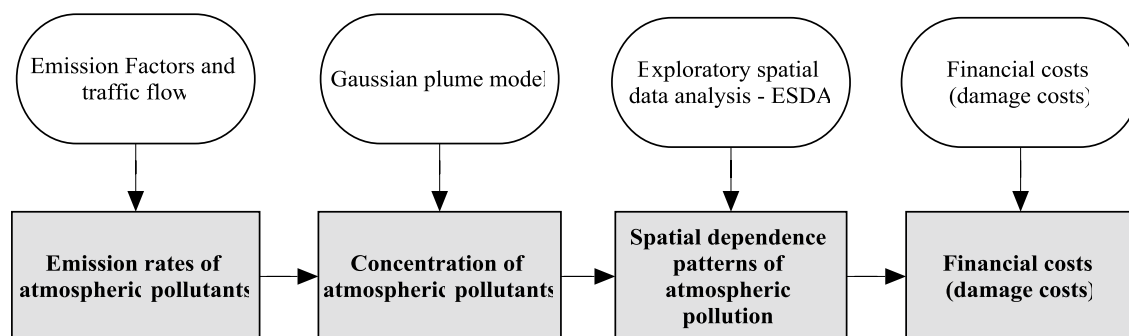 Emission Factors and
traffic flow
Gaussian plume model
Exploratory spatial
data analysis - ESDA
Financial costs
(damage costs)
Emission rates of
atmospheric pollutants
Concentration of
atmospheric pollutants
Spatial dependence
patterns of
atmospheric
pollution
Financial costs
(damage costs)